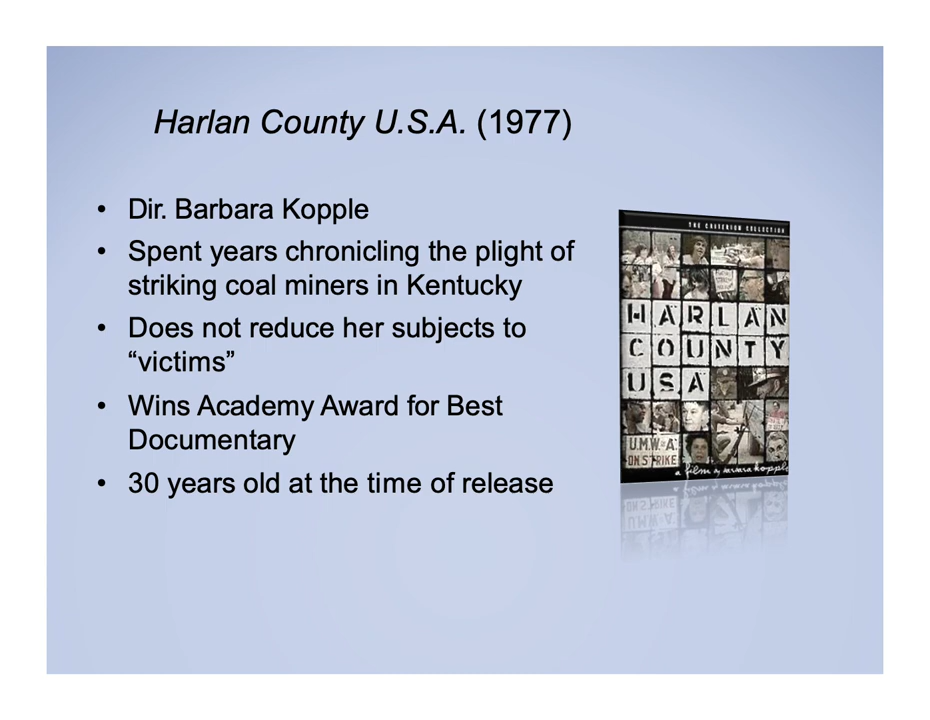 Harlan County U.S.A. (1977)
• Dir. Barbara Kopple
• Spent years chronicling the plight of
striking coal miners in Kentucky
• Does not reduce her subjects to
“victims”
• Wins Academy Award for Best
Documentary
• 30 years old at the time of release
THE CRITERION COLLECTION
HARLAN
COUNTY
USA
U.M.W.A
ON STRIKE
a film by barbara kopple